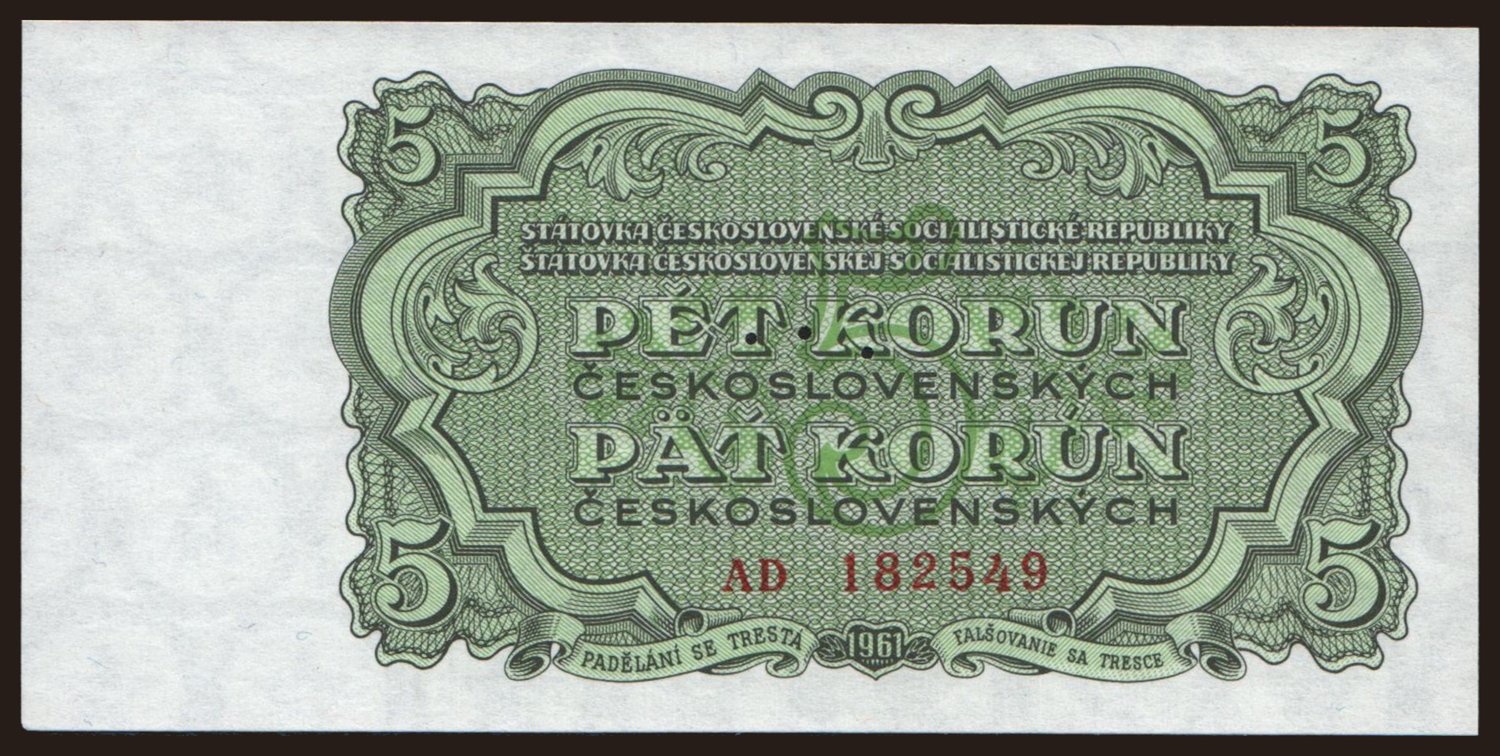 5 5
STÁTOVKA ČESKOSLOVENSKÉ SOCIALISTICKÉ REPUBLIKY
ŠTÁTOVKA ČESKOSLOVENSKEJ SOCIALISTICKEJ REPUBLIKY
PĚT KORUN
ČESKOSLOVENSKÝCH
PÄŤ KORÚN
ČESKOSLOVENSKÝCH
5 5
AD 182549
PADĚLÁNÍ SE TRESTÁ 1961 FALŠOVANIE SA TRESCE